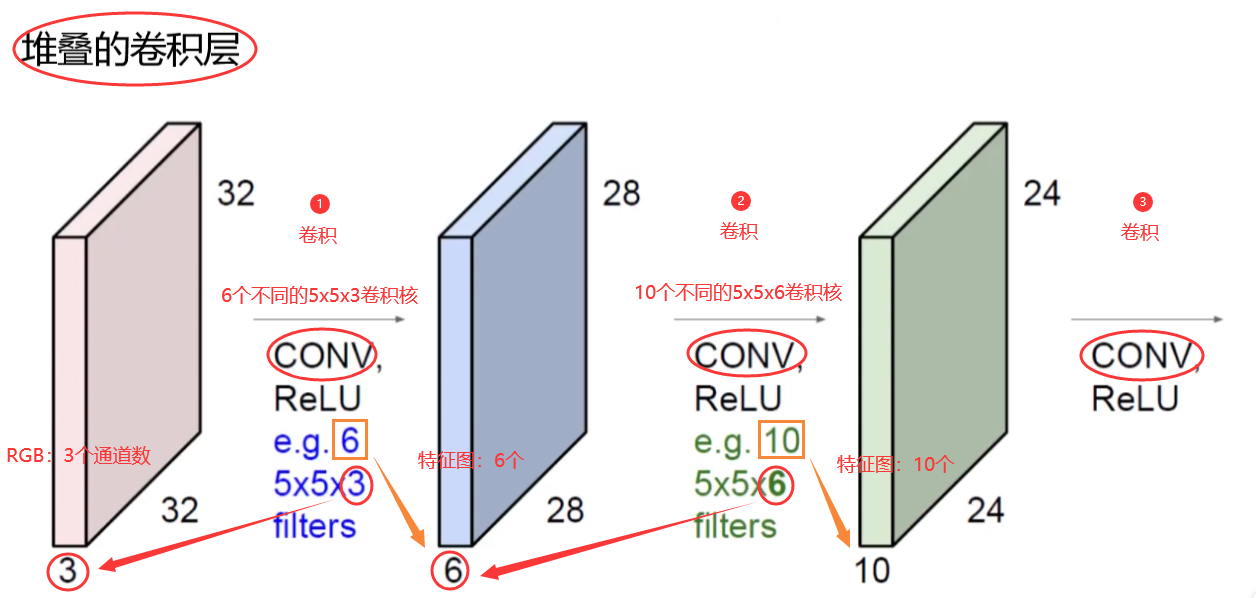 堆叠的卷积层
32
1
卷积
6个不同的5x5x3卷积核
CONV,
ReLU
e.g. 6
5x5x3
filters
RGB：3个通道数
32
3
28
2
卷积
10个不同的5x5x6卷积核
CONV,
ReLU
e.g. 10
5x5x6
filters
特征图：6个
28
6
24
3
卷积
CONV,
ReLU
特征图：10个
24
10